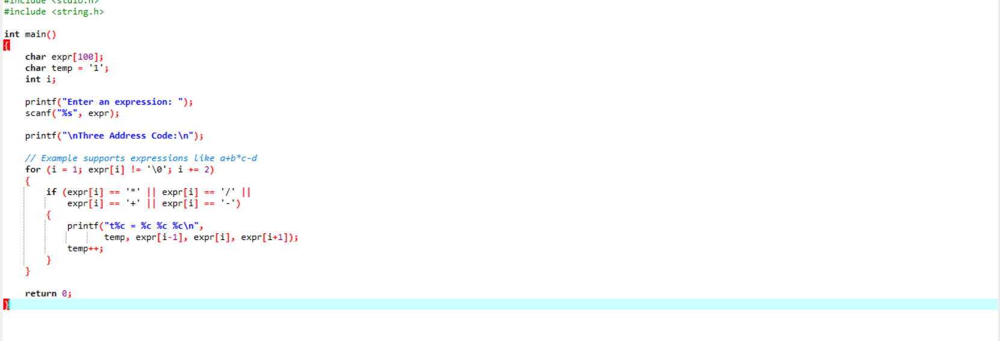 #include <stdio.h>
#include <string.h>
int main()
{
    char expr[100];
    char temp = '1';
    int i;
    printf("Enter an expression: ");
    scanf("%s", expr);
    printf("\nThree Address Code:\n");
    // Example supports expressions like a+b*c-d
    for (i = 1; expr[i] != '\0'; i += 2)
    {
        if (expr[i] == '*' || expr[i] == '/' ||
            expr[i] == '+' || expr[i] == '-')
        {
            printf("t%c = %c %c %c\n",
                   temp, expr[i-1], expr[i], expr[i+1]);
            temp++;
        }
    }
    return 0;
}